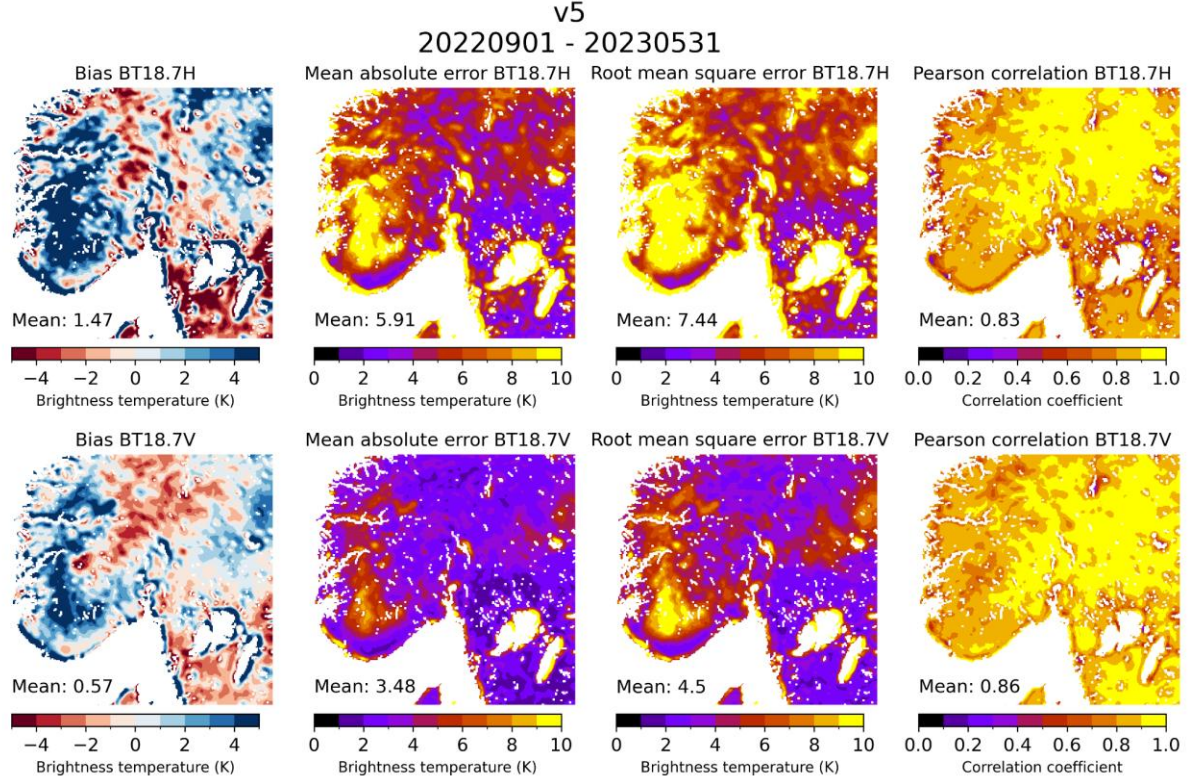 v5
20220901 - 20230531
Bias BT18.7H
Mean absolute error BT18.7H
Root mean square error BT18.7H
Pearson correlation BT18.7H
Mean: 1.47
Mean: 5.91
Mean: 7.44
Mean: 0.83
−4 −2 0 2 4
0 2 4 6 8 10
0 2 4 6 8 10
0.0 0.2 0.4 0.6 0.8 1.0
Brightness temperature (K)
Brightness temperature (K)
Brightness temperature (K)
Correlation coefficient
Bias BT18.7V
Mean absolute error BT18.7V
Root mean square error BT18.7V
Pearson correlation BT18.7V
Mean: 0.57
Mean: 3.48
Mean: 4.5
Mean: 0.86
−4 −2 0 2 4
0 2 4 6 8 10
0 2 4 6 8 10
0.0 0.2 0.4 0.6 0.8 1.0
Brightness temperature (K)
Brightness temperature (K)
Brightness temperature (K)
Correlation coefficient